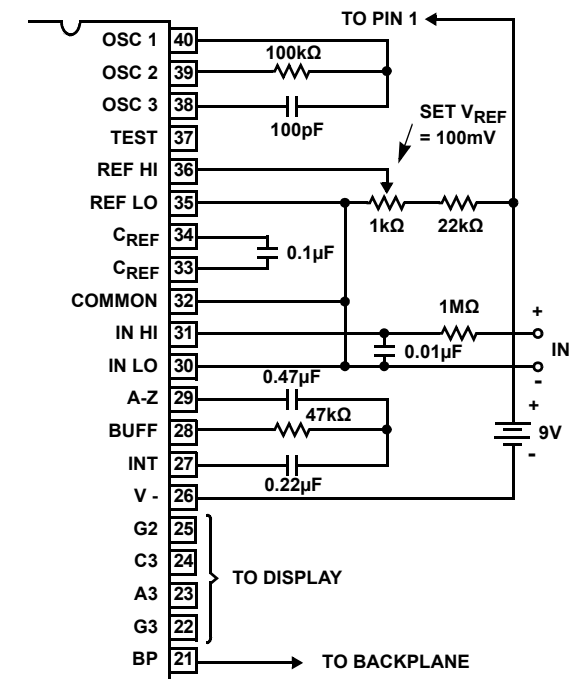 TO PIN 1
OSC 1 40
100kΩ
OSC 2 39
OSC 3 38
100pF
SET VREF
= 100mV
TEST 37
REF HI 36
REF LO 35
1kΩ 22kΩ
CREF 34
0.1µF
CREF 33
COMMON 32
1MΩ
+
IN HI 31
0.01µF
IN
IN LO 30
-
0.47µF
A-Z 29
+
47kΩ
BUFF 28
9V
-
INT 27
0.22µF
V - 26
G2 25
C3 24
TO DISPLAY
A3 23
G3 22
BP 21
TO BACKPLANE